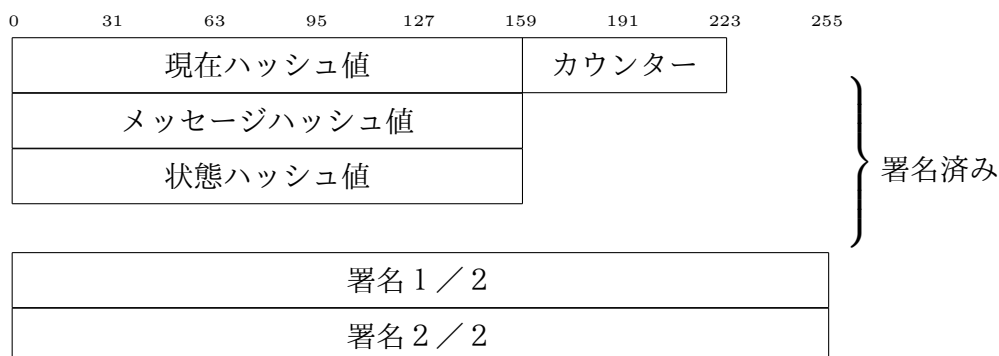 0 31 63 95 127 159 191 223 255
現在ハッシュ値 カウンター
メッセージハッシュ値
状態ハッシュ値
署名済み
署名１／２
署名２／２